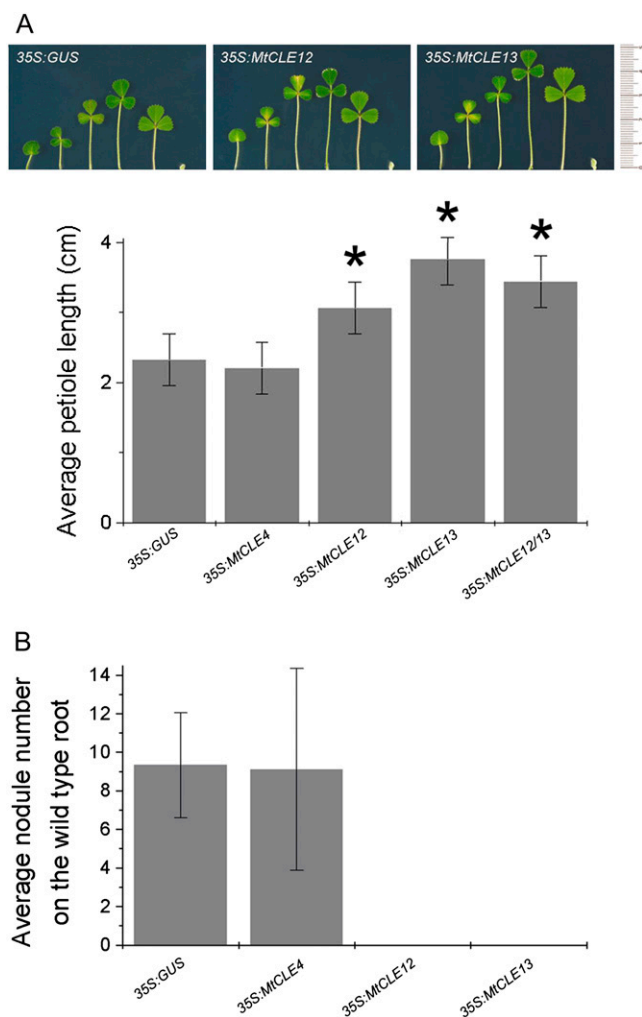 A
35S:GUS
35S:MtCLE12
35S:MtCLE13
Average petiole length (cm)
4
2
0
*
*
*
35S:GUS
35S:MtCLE4
35S:MtCLE12
35S:MtCLE13
35S:MtCLE12/13
B
Average nodule number
on the wild type root
14
12
10
8
6
4
2
0
35S:GUS
35S:MtCLE4
35S:MtCLE12
35S:MtCLE13